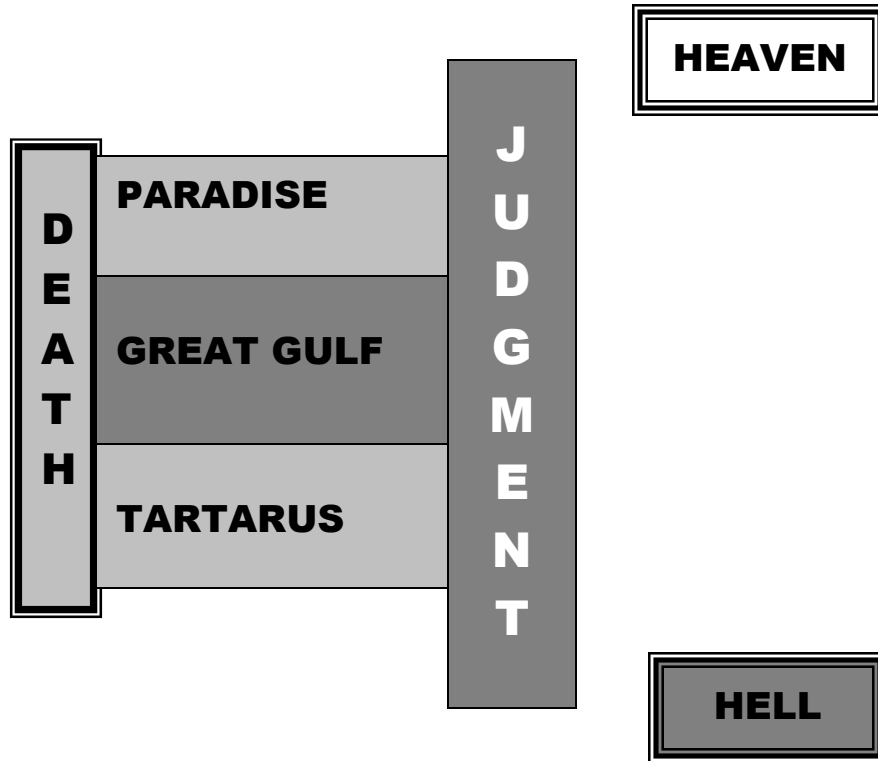 HEAVEN
DEATH
PARADISE
GREAT GULF
TARTARUS
JUDGMENT
HELL